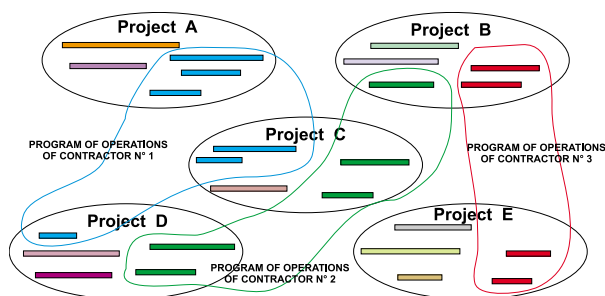 Project A
Project B
PROGRAM OF OPERATIONS
OF CONTRACTOR N° 1
Project C
PROGRAM OF OPERATIONS
OF CONTRACTOR N° 3
Project D
Project E
PROGRAM OF OPERATIONS
OF CONTRACTOR N° 2